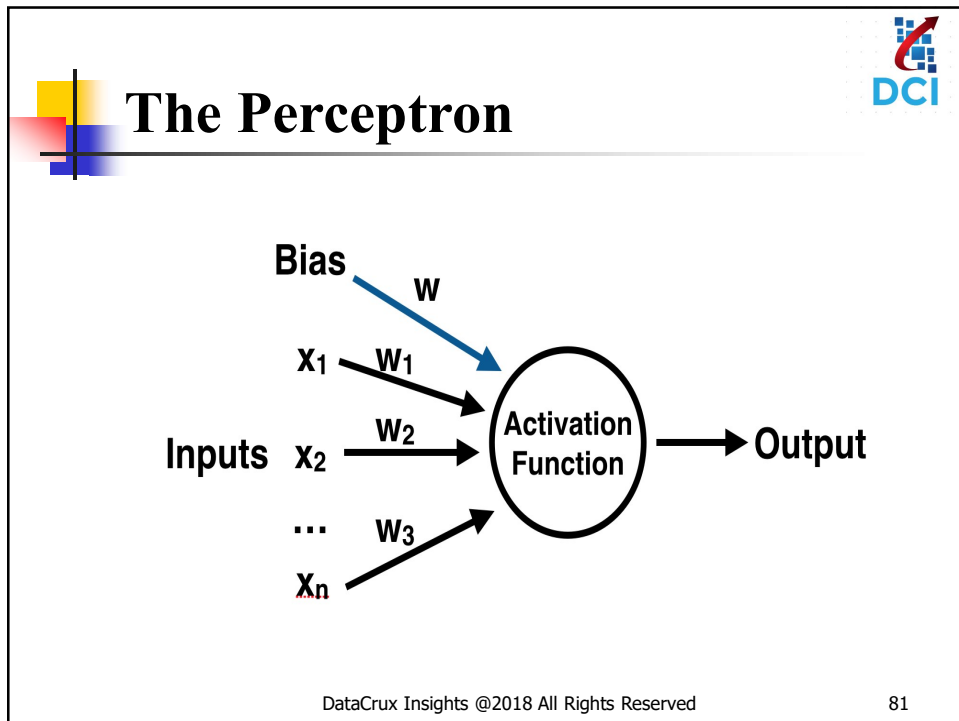 DCI
The Perceptron
Bias
w
x1
w1
Inputs
x2
w2
Activation
Function
Output
...
w3
xn
DataCrux Insights @2018 All Rights Reserved
81